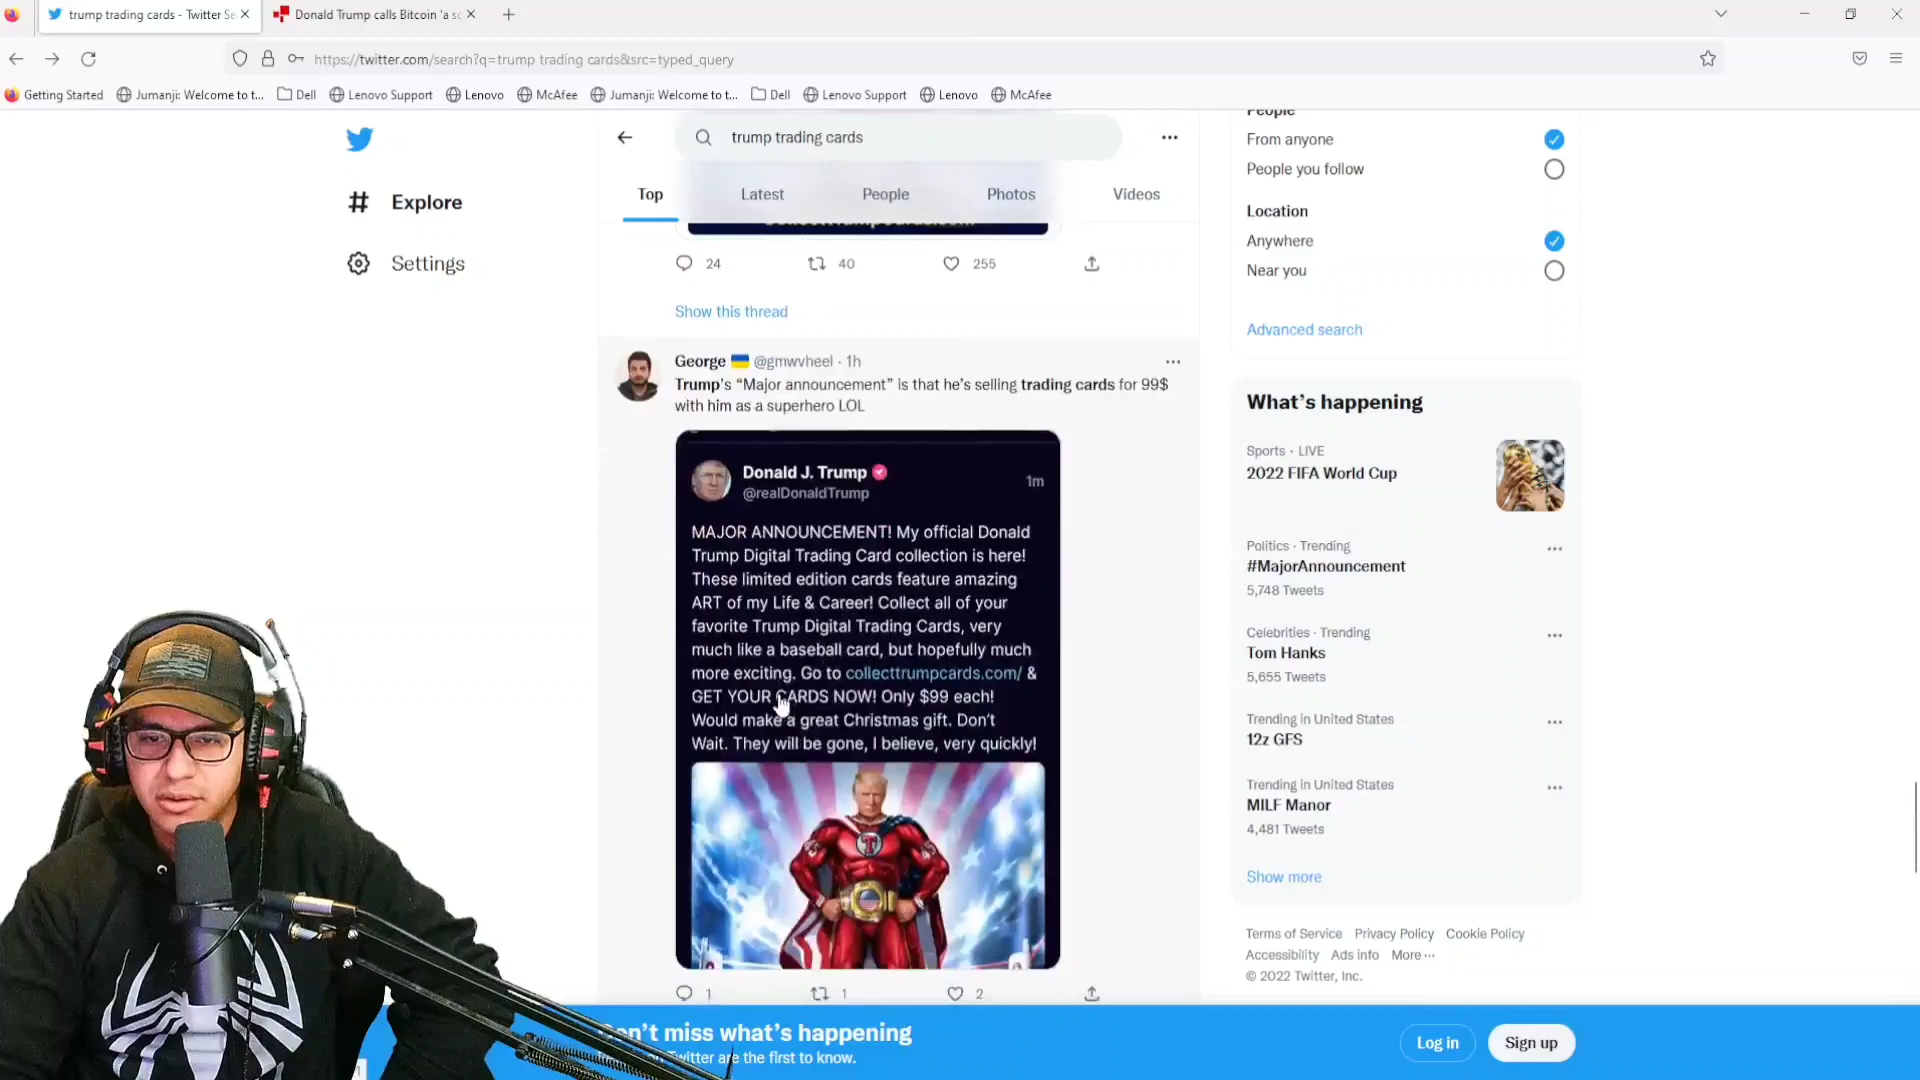 trump trading cards - Twitter Se
Donald Trump calls Bitcoin 'a sc
https://twitter.com/search?q=trump trading cards&src=typed_query
Getting Started
Jumanji: Welcome to t...
Dell
Lenovo Support
Lenovo
McAfee
Jumanji: Welcome to t...
Dell
Lenovo Support
Lenovo
McAfee
Explore
Settings
trump trading cards
Top
Latest
People
Photos
Videos
24
40
255
Show this thread
George @gmwvheel · 1h
Trump's “Major announcement” is that he's selling trading cards for 99$
with him as a superhero LOL
Donald J. Trump
@realDonaldTrump
1m
MAJOR ANNOUNCEMENT! My official Donald
Trump Digital Trading Card collection is here!
These limited edition cards feature amazing
ART of my Life & Career! Collect all of your
favorite Trump Digital Trading Cards, very
much like a baseball card, but hopefully much
more exciting. Go to collecttrumpcards.com/ &
GET YOUR CARDS NOW! Only $99 each!
Would make a great Christmas gift. Don't
Wait. They will be gone, I believe, very quickly!
T
1
1
2
People
From anyone
People you follow
Location
Anywhere
Near you
Advanced search
What's happening
Sports · LIVE
2022 FIFA World Cup
Politics · Trending
#MajorAnnouncement
5,748 Tweets
Celebrities · Trending
Tom Hanks
5,655 Tweets
Trending in United States
12z GFS
Trending in United States
MILF Manor
4,481 Tweets
Show more
Terms of Service Privacy Policy Cookie Policy
Accessibility Ads info More ···
© 2022 Twitter, Inc.
Don't miss what's happening
Twitter are the first to know.
Log in
Sign up